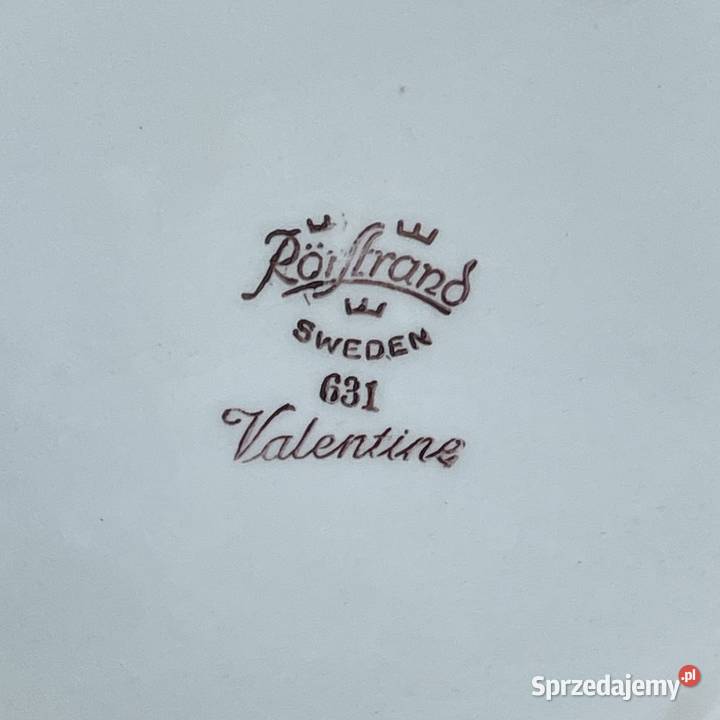 Rörstrand
SWEDEN
631
Valentine
Sprzedajemy.pl